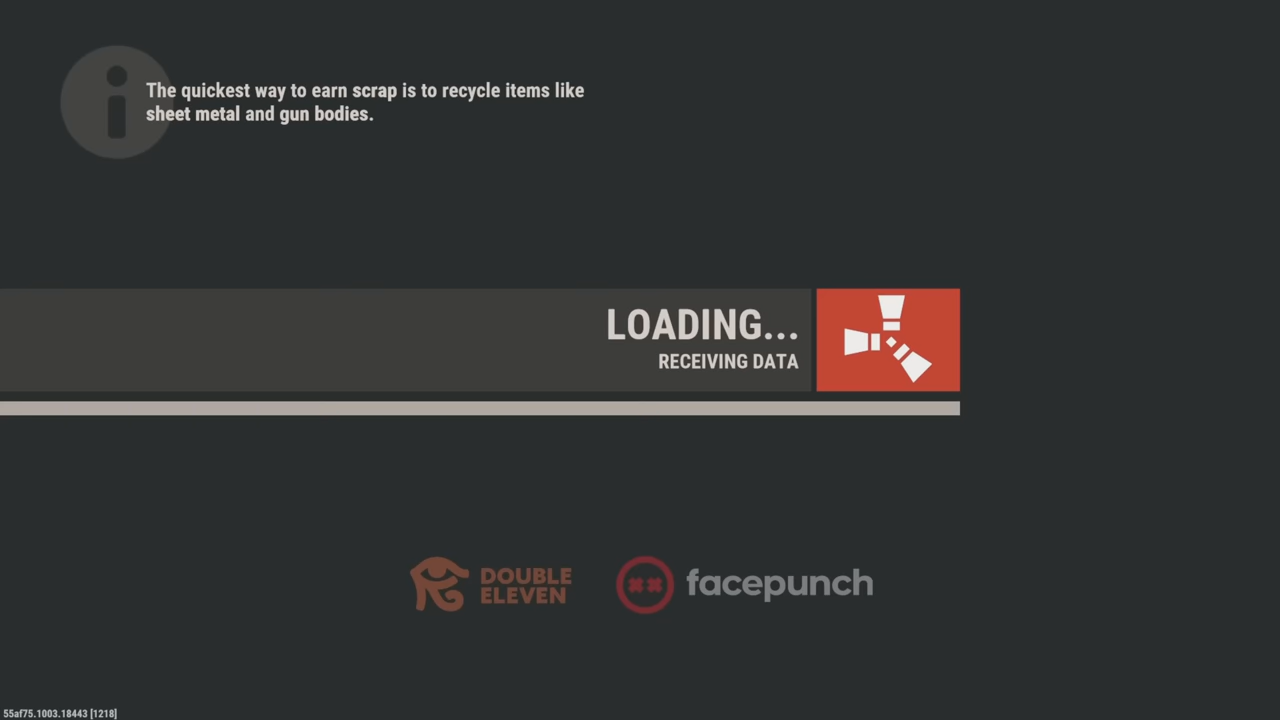 The quickest way to earn scrap is to recycle items like
sheet metal and gun bodies.
LOADING...
RECEIVING DATA
DOUBLE
ELEVEN
facepunch
55af75.1003.18443 [1218]